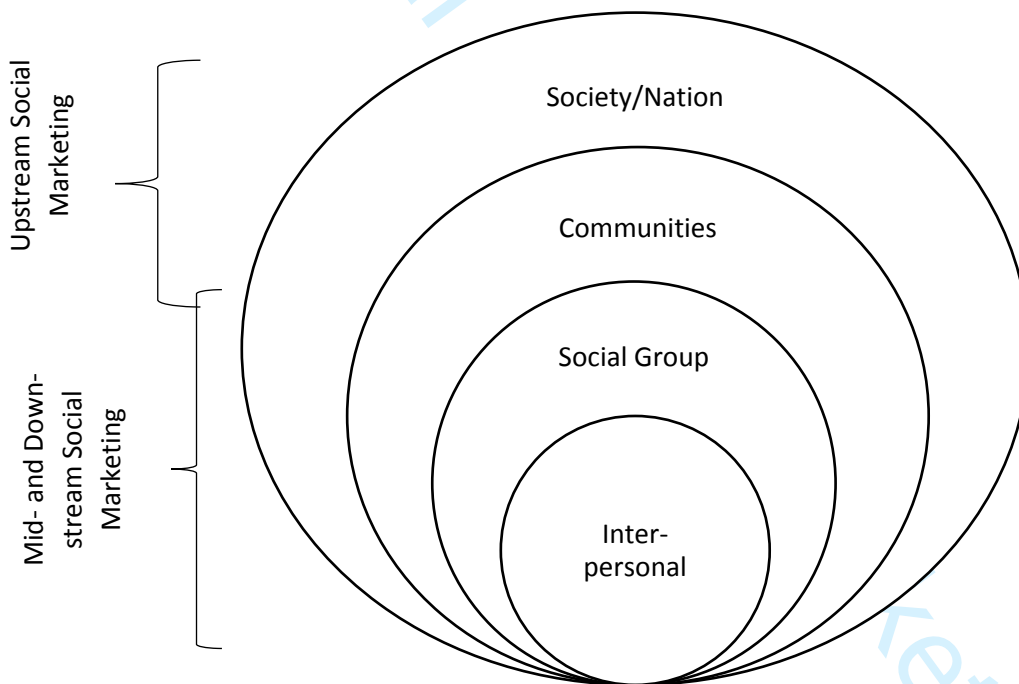 Upstream Social
Marketing
Mid- and Down-
stream Social
Marketing
Society/Nation
Communities
Social Group
Inter-
personal